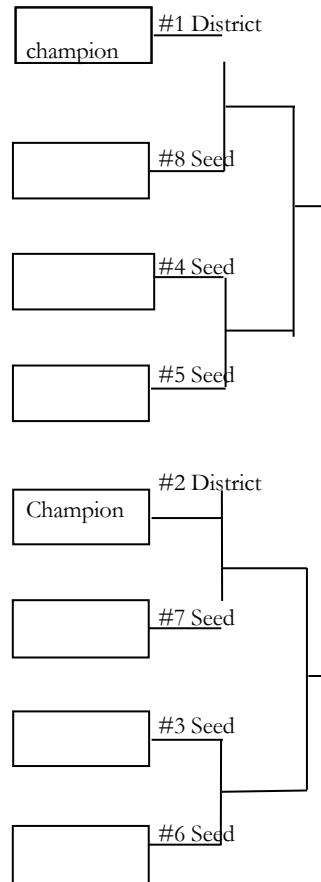 #1 District
champion
#8 Seed
#4 Seed
#5 Seed
#2 District
Champion
#7 Seed
#3 Seed
#6 Seed